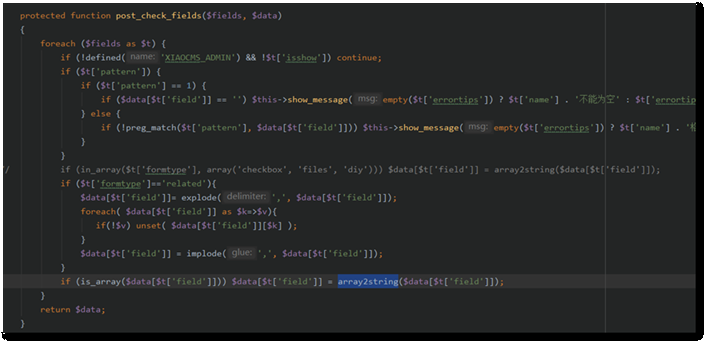 protected function post_check_fields($fields, $data)
{
foreach ($fields as $t) {
if (!defined( name: 'XIAOCMS_ADMIN') && !$t['isshow']) continue;
if ($t['pattern']) {
if ($t['pattern'] == 1) {
if ($data[$t['field']] == '') $this->show_message( msg: empty($t['errortips']) ? $t['name'] . '不能为空' : $t['errortips
} else {
if (!preg_match($t['pattern'], $data[$t['field']])) $this->show_message( msg: empty($t['errortips']) ? $t['name'] . '
}
}
/ if (in_array($t['formtype'], array('checkbox', 'files', 'diy'))) $data[$t['field']] = array2string($data[$t['field']]);
if ($t['formtype']=='related'){
$data[$t['field']]= explode( delimiter: ',', $data[$t['field']]);
foreach( $data[$t['field']] as $k=>$v){
if(!$v) unset( $data[$t['field']][$k] );
}
$data[$t['field']] = implode( glue: ',', $data[$t['field']]);
}
if (is_array($data[$t['field']])) $data[$t['field']] = array2string($data[$t['field']]);
}
return $data;
}